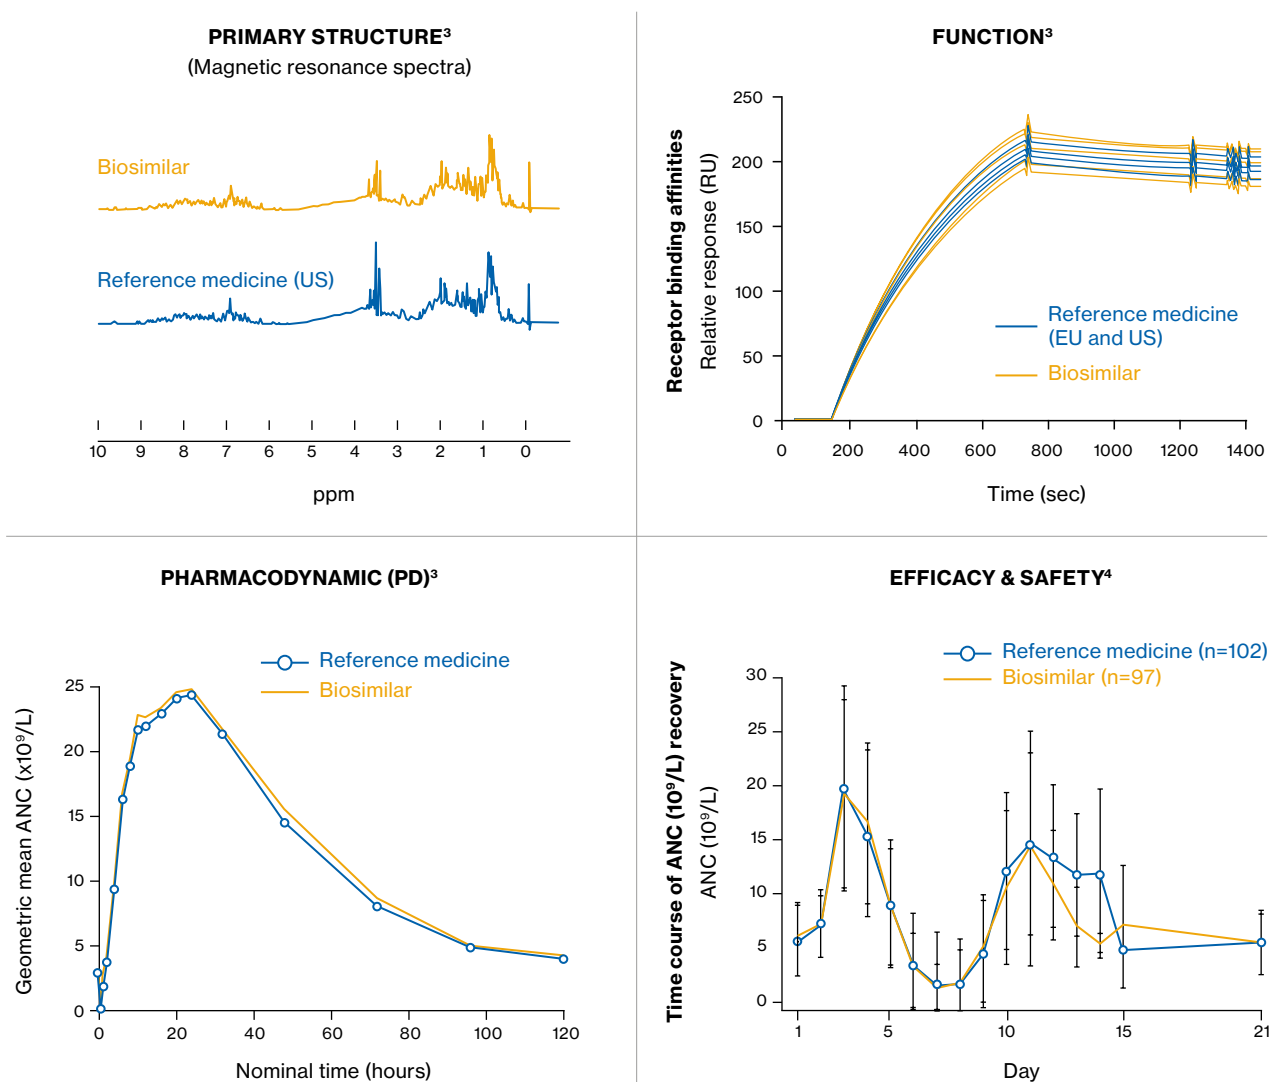 PRIMARY STRUCTURE³
(Magnetic resonance spectra)
Biosimilar
Reference medicine (US)
10 9 8 7 6 5 4 3 2 1 0
ppm
FUNCTION³
Receptor binding affinities
Relative response (RU)
250
200
150
100
50
0
Reference medicine
(EU and US)
Biosimilar
0 200 400 600 800 1000 1200 1400
Time (sec)
PHARMACODYNAMIC (PD)³
Reference medicine
Biosimilar
Geometric mean ANC (x10⁹/L)
25
20
15
10
5
0
0 20 40 60 80 100 120
Nominal time (hours)
EFFICACY & SAFETY⁴
Reference medicine (n=102)
Biosimilar (n=97)
Time course of ANC (10⁹/L) recovery
ANC (10⁹/L)
30
25
20
15
10
5
0
1 5 10 15 21
Day